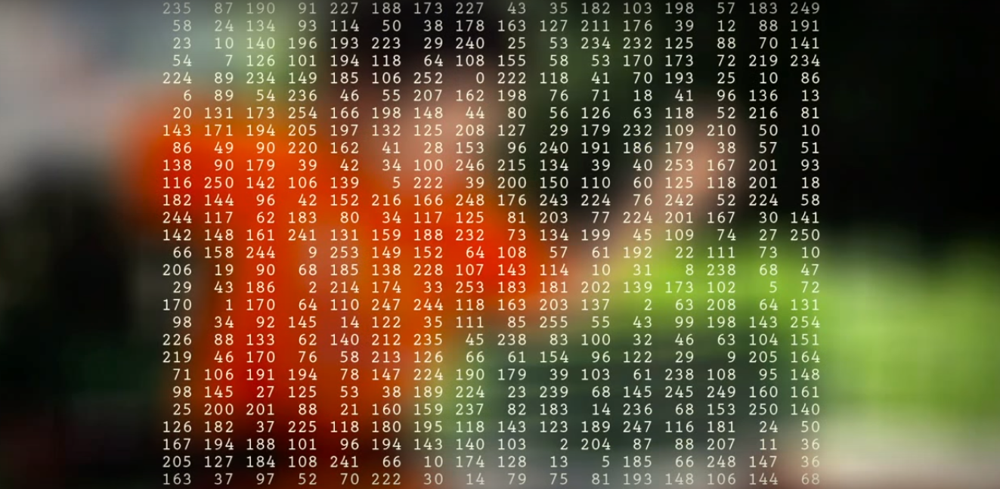 235 87 190 91 227 188 173 227 43 35 182 103 198 57 183 249
58 24 134 93 114 50 38 178 163 127 211 176 39 12 88 191
23 10 140 196 193 223 29 240 25 53 234 232 125 88 70 141
54 7 126 101 194 118 64 108 155 58 53 170 173 72 219 234
224 89 234 149 185 106 252 0 222 118 41 70 193 25 10 86
6 89 54 236 46 55 207 162 198 76 71 18 41 96 136 13
20 131 173 254 166 198 148 44 80 56 126 63 118 52 216 81
143 171 194 205 197 132 125 208 127 29 179 232 109 210 50 10
86 49 90 220 162 41 28 153 96 240 191 186 179 38 57 51
138 90 179 39 42 34 100 246 215 134 39 40 253 167 201 93
116 250 142 106 139 5 222 39 200 150 110 60 125 118 201 18
182 144 96 42 152 216 166 248 176 243 224 76 242 52 224 58
244 117 62 183 80 34 117 125 81 203 77 224 201 167 30 141
142 148 161 241 131 159 188 232 73 134 199 45 109 74 27 250
66 158 244 9 253 149 152 64 108 57 61 192 22 111 73 10
206 19 90 68 185 138 228 107 143 114 10 31 8 238 68 47
29 43 186 2 214 174 33 253 183 181 202 139 173 102 5 72
170 1 170 64 110 247 244 118 163 203 137 2 63 208 64 131
98 34 92 145 14 122 35 111 85 255 55 43 99 198 143 254
226 88 133 62 140 212 235 45 238 83 100 32 46 63 104 151
219 46 170 76 58 213 126 66 61 154 96 122 29 9 205 164
71 106 191 194 78 147 224 190 179 39 103 61 238 108 95 148
98 145 27 125 53 38 189 224 23 239 68 145 245 249 160 161
25 200 201 88 21 160 159 237 82 183 14 236 68 153 250 140
126 182 37 225 118 180 195 118 143 123 189 247 116 181 24 50
167 194 188 101 96 194 143 140 103 2 204 87 88 207 11 36
205 127 184 108 241 66 10 174 128 13 5 185 66 248 147 36
163 37 97 52 70 222 30 14 79 75 81 193 148 106 144 68